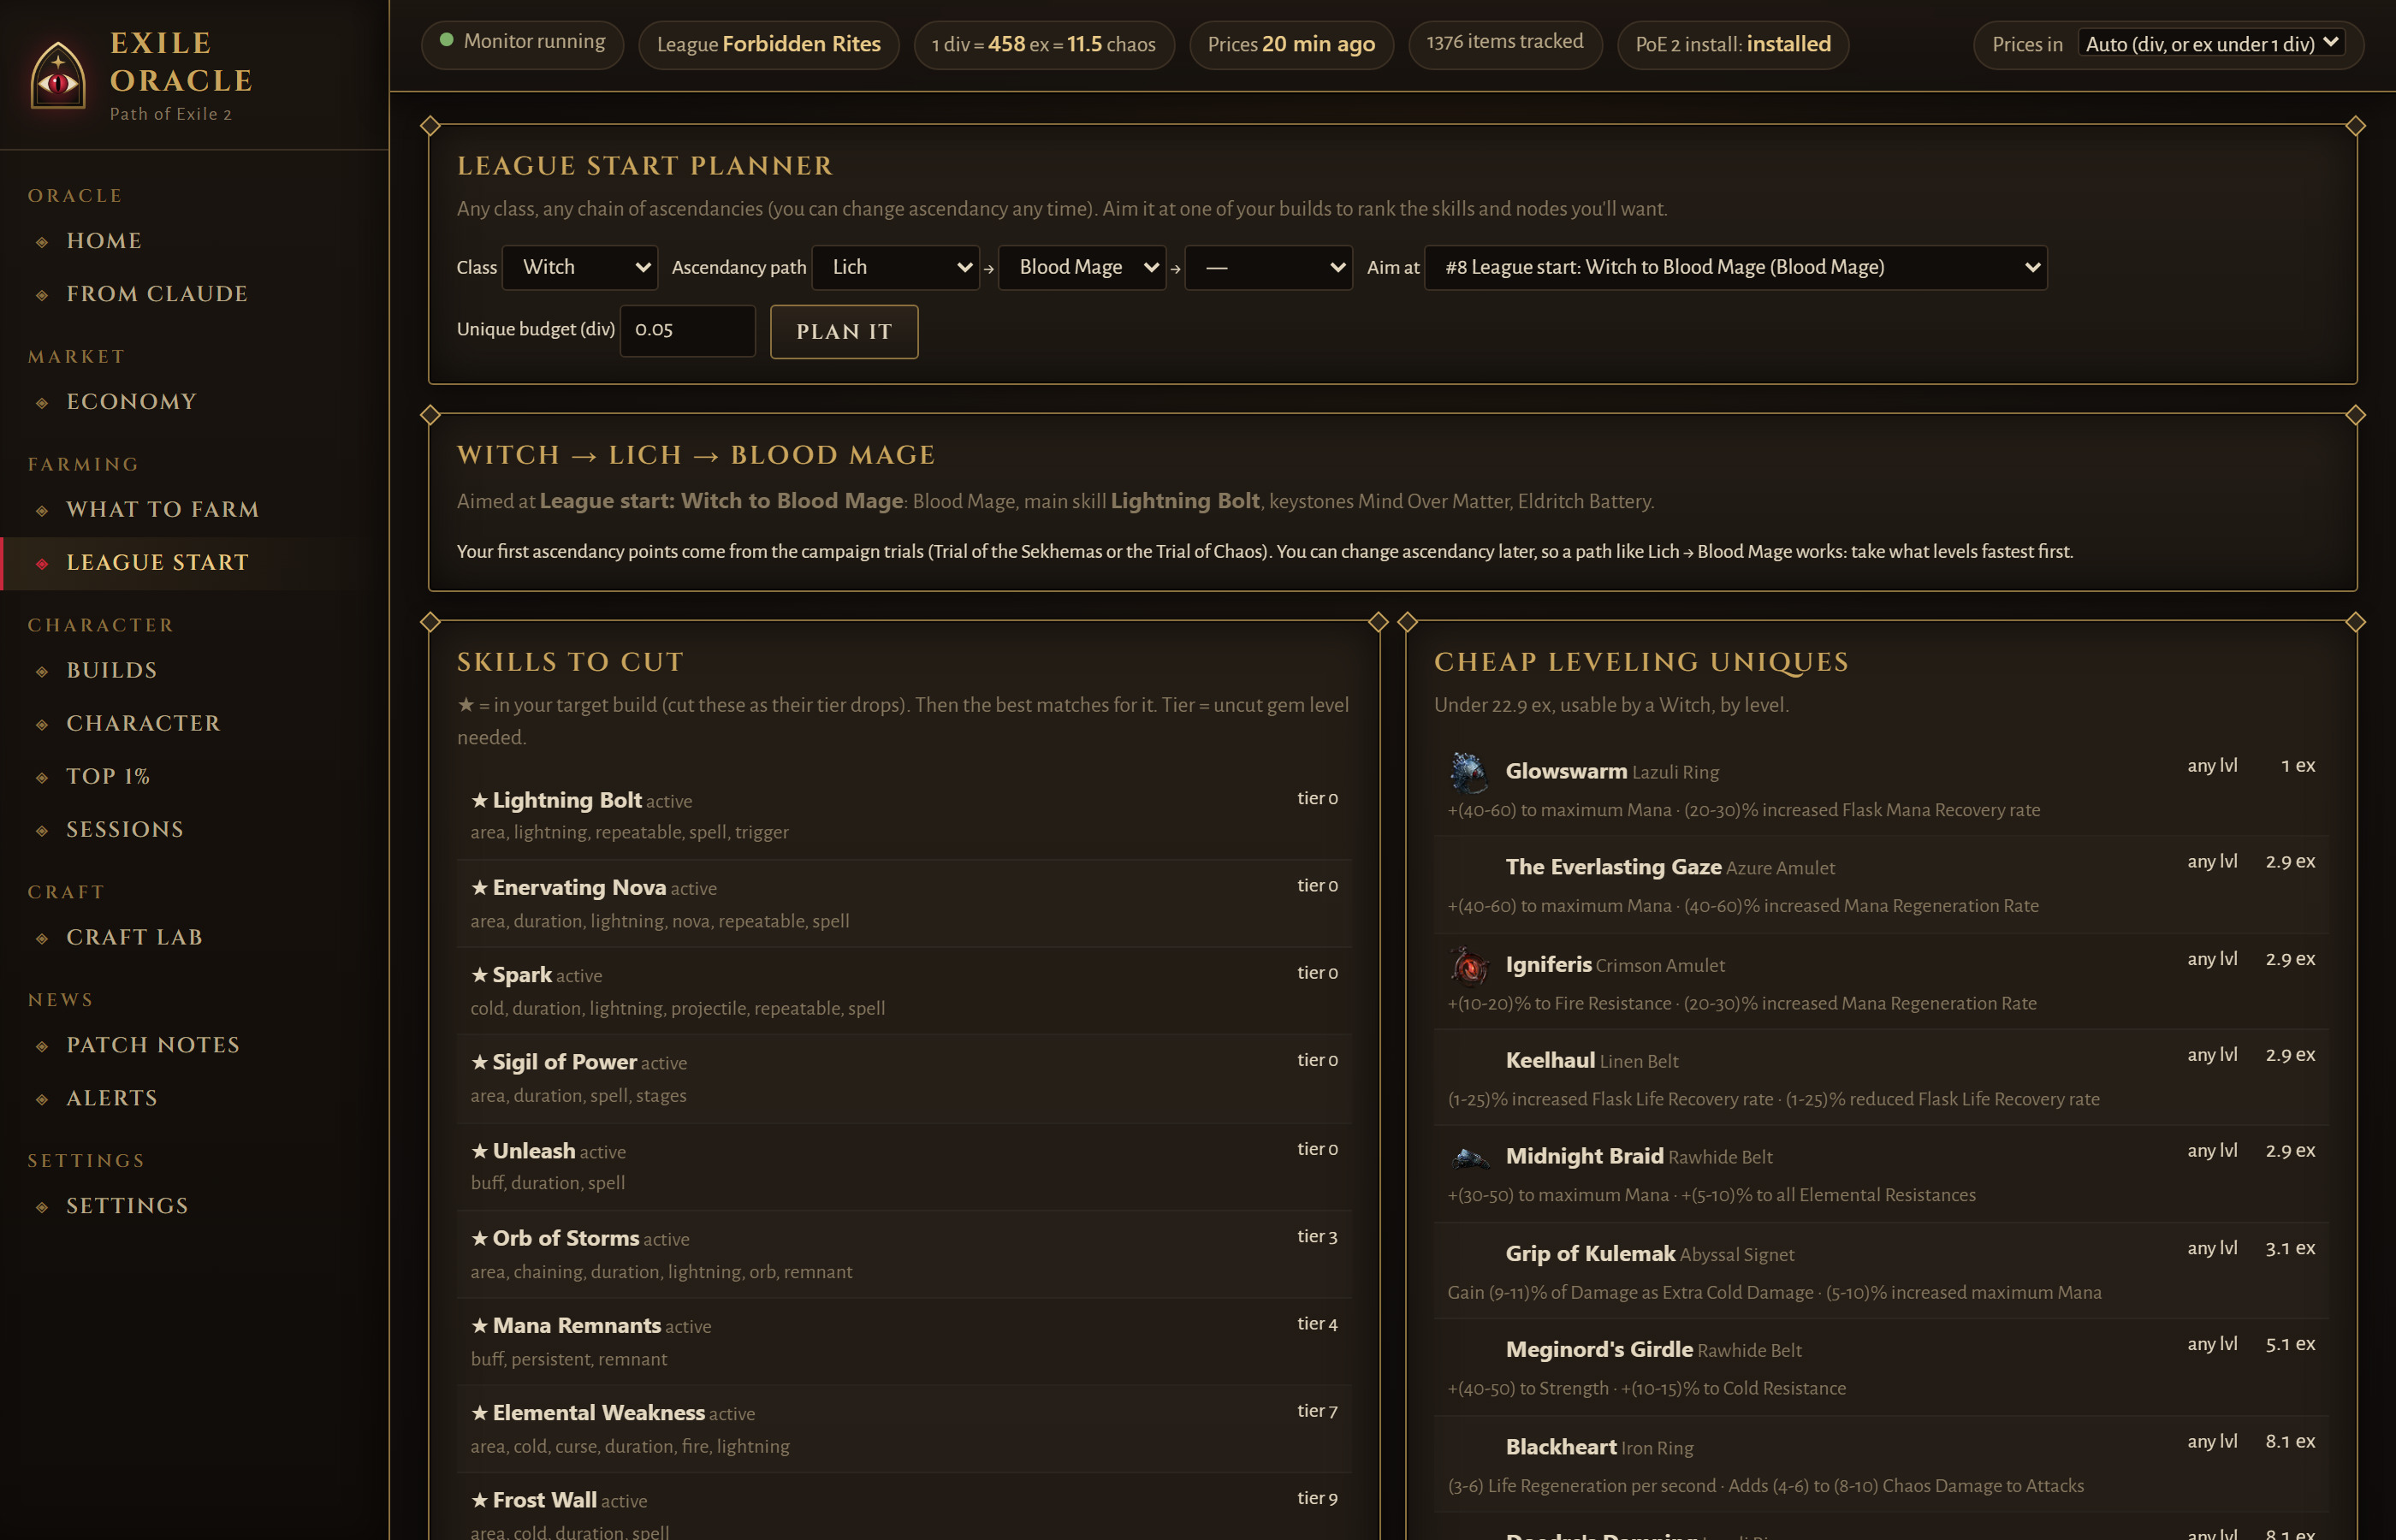 EXILE
ORACLE
Path of Exile 2
ORACLE
HOME
FROM CLAUDE
MARKET
ECONOMY
FARMING
WHAT TO FARM
LEAGUE START
CHARACTER
BUILDS
CHARACTER
TOP 1%
SESSIONS
CRAFT
CRAFT LAB
NEWS
PATCH NOTES
ALERTS
SETTINGS
SETTINGS
Monitor running
League Forbidden Rites
1 div = 458 ex = 11.5 chaos
Prices 20 min ago
1376 items tracked
PoE 2 install: installed
Prices in Auto (div, or ex under 1 div)
LEAGUE START PLANNER
Any class, any chain of ascendancies (you can change ascendancy any time). Aim it at one of your builds to rank the skills and nodes you'll want.
Class Witch Ascendancy path Lich → Blood Mage → — Aim at #8 League start: Witch to Blood Mage (Blood Mage)
Unique budget (div) 0.05 PLAN IT
WITCH → LICH → BLOOD MAGE
Aimed at League start: Witch to Blood Mage: Blood Mage, main skill Lightning Bolt, keystones Mind Over Matter, Eldritch Battery.
Your first ascendancy points come from the campaign trials (Trial of the Sekhemas or the Trial of Chaos). You can change ascendancy later, so a path like Lich → Blood Mage works: take what levels fastest first.
SKILLS TO CUT
★ = in your target build (cut these as their tier drops). Then the best matches for it. Tier = uncut gem level
needed.
★ Lightning Bolt active tier 0
area, lightning, repeatable, spell, trigger
★ Enervating Nova active tier 0
area, duration, lightning, nova, repeatable, spell
★ Spark active tier 0
cold, duration, lightning, projectile, repeatable, spell
★ Sigil of Power active tier 0
area, duration, spell, stages
★ Unleash active tier 0
buff, duration, spell
★ Orb of Storms active tier 3
area, chaining, duration, lightning, orb, remnant
★ Mana Remnants active tier 4
buff, persistent, remnant
★ Elemental Weakness active tier 7
area, cold, curse, duration, fire, lightning
★ Frost Wall active tier 9
area, cold, duration, spell
CHEAP LEVELING UNIQUES
Under 22.9 ex, usable by a Witch, by level.
Glowswarm Lazuli Ring any lvl 1 ex
+(40-60) to maximum Mana · (20-30)% increased Flask Mana Recovery rate
The Everlasting Gaze Azure Amulet any lvl 2.9 ex
+(40-60) to maximum Mana · (40-60)% increased Mana Regeneration Rate
Igniferis Crimson Amulet any lvl 2.9 ex
+(10-20)% to Fire Resistance · (20-30)% increased Mana Regeneration Rate
Keelhaul Linen Belt any lvl 2.9 ex
(1-25)% increased Flask Life Recovery rate · (1-25)% reduced Flask Life Recovery rate
Midnight Braid Rawhide Belt any lvl 2.9 ex
+(30-50) to maximum Mana · +(5-10)% to all Elemental Resistances
Grip of Kulemak Abyssal Signet any lvl 3.1 ex
Gain (9-11)% of Damage as Extra Cold Damage · (5-10)% increased maximum Mana
Meginord's Girdle Rawhide Belt any lvl 5.1 ex
+(40-50) to Strength · +(10-15)% to Cold Resistance
Blackheart Iron Ring any lvl 8.1 ex
(3-6) Life Regeneration per second · Adds (4-6) to (8-10) Chaos Damage to Attacks
any lvl 8.1 ex